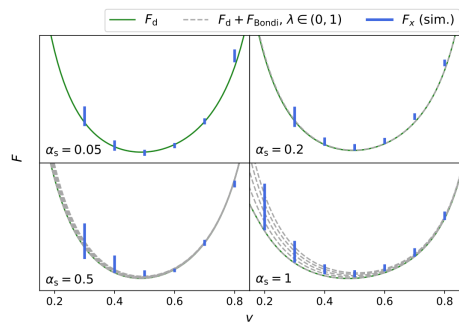 F_d   F_d + F_Bondi, λ ∈ (0, 1)   F_x (sim.)
F
α_s = 0.05
α_s = 0.2
α_s = 0.5
α_s = 1
0.2 0.4 0.6 0.8 0.2 0.4 0.6 0.8
v